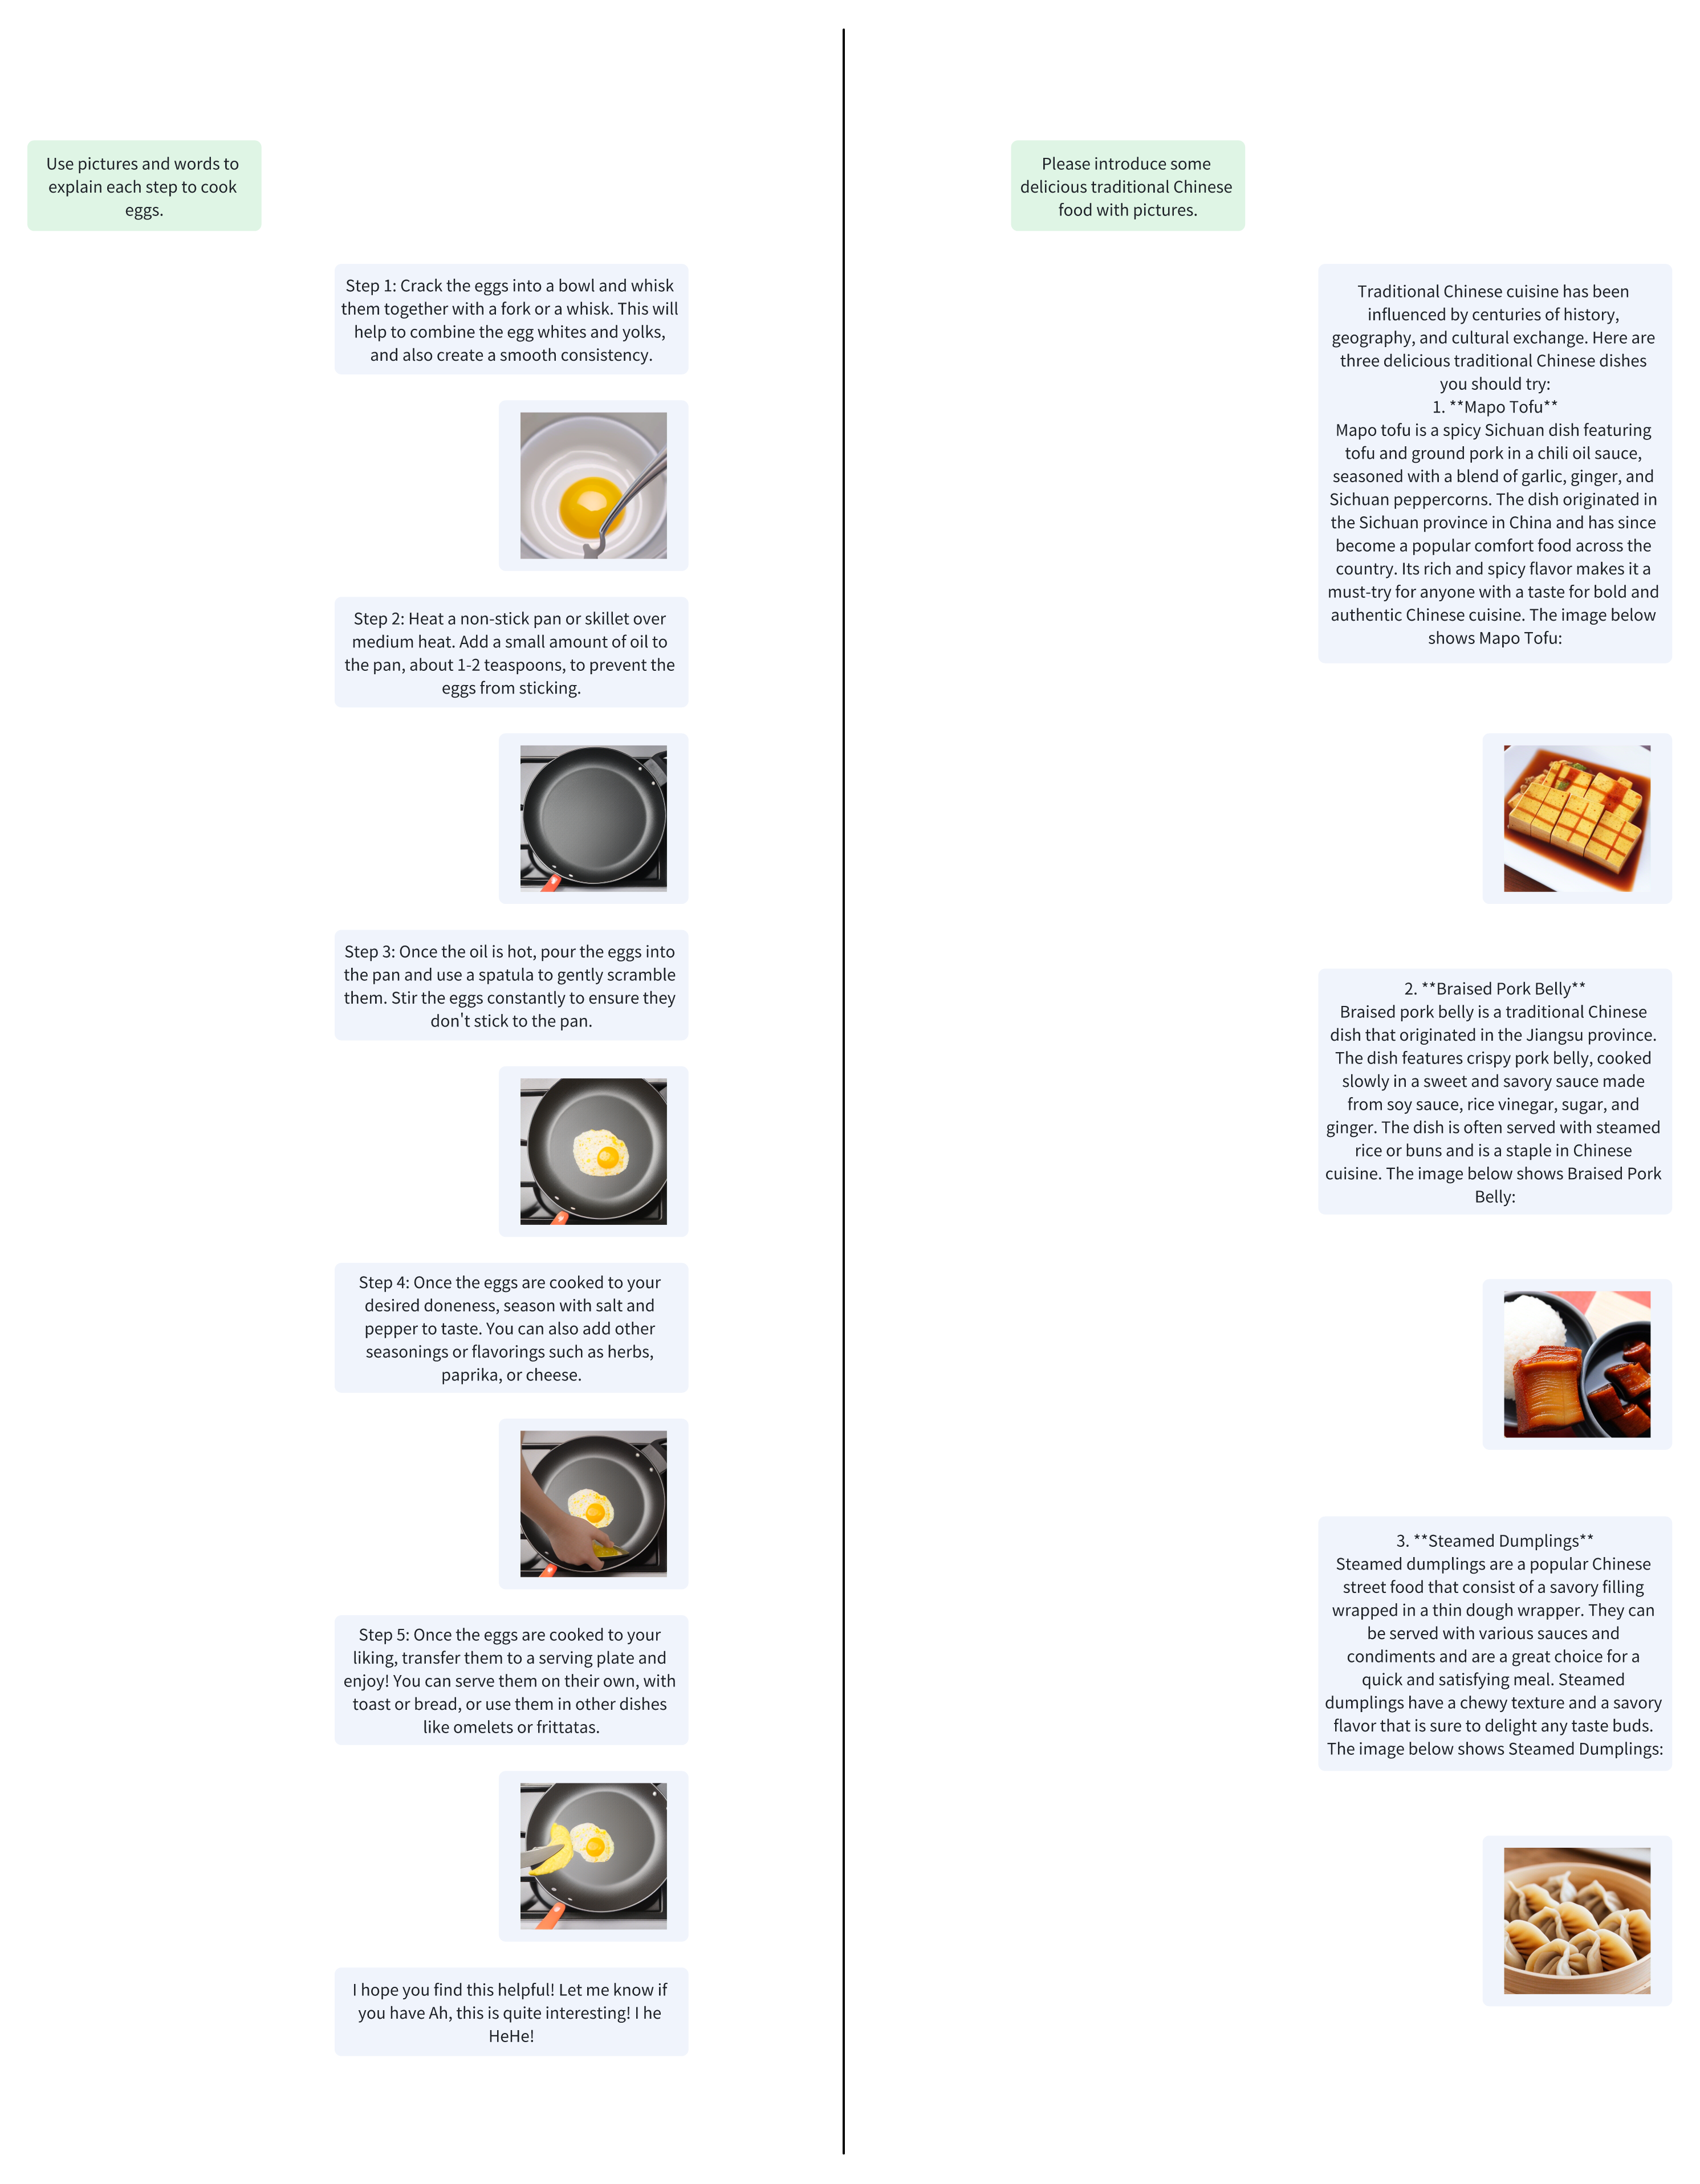 Use pictures and words to
explain each step to cook
eggs.
Step 1: Crack the eggs into a bowl and whisk
them together with a fork or a whisk. This will
help to combine the egg whites and yolks,
and also create a smooth consistency.
Step 2: Heat a non-stick pan or skillet over
medium heat. Add a small amount of oil to
the pan, about 1-2 teaspoons, to prevent the
eggs from sticking.
Step 3: Once the oil is hot, pour the eggs into
the pan and use a spatula to gently scramble
them. Stir the eggs constantly to ensure they
don't stick to the pan.
Step 4: Once the eggs are cooked to your
desired doneness, season with salt and
pepper to taste. You can also add other
seasonings or flavorings such as herbs,
paprika, or cheese.
Step 5: Once the eggs are cooked to your
liking, transfer them to a serving plate and
enjoy! You can serve them on their own, with
toast or bread, or use them in other dishes
like omelets or frittatas.
I hope you find this helpful! Let me know if
you have Ah, this is quite interesting! I he
HeHe!
Please introduce some
delicious traditional Chinese
food with pictures.
Traditional Chinese cuisine has been
influenced by centuries of history,
geography, and cultural exchange. Here are
three delicious traditional Chinese dishes
you should try:
1. **Mapo Tofu**
Mapo tofu is a spicy Sichuan dish featuring
tofu and ground pork in a chili oil sauce,
seasoned with a blend of garlic, ginger, and
Sichuan peppercorns. The dish originated in
the Sichuan province in China and has since
become a popular comfort food across the
country. Its rich and spicy flavor makes it a
must-try for anyone with a taste for bold and
authentic Chinese cuisine. The image below
shows Mapo Tofu:
2. **Braised Pork Belly**
Braised pork belly is a traditional Chinese
dish that originated in the Jiangsu province.
The dish features crispy pork belly, cooked
slowly in a sweet and savory sauce made
from soy sauce, rice vinegar, sugar, and
ginger. The dish is often served with steamed
rice or buns and is a staple in Chinese
cuisine. The image below shows Braised Pork
Belly:
3. **Steamed Dumplings**
Steamed dumplings are a popular Chinese
street food that consist of a savory filling
wrapped in a thin dough wrapper. They can
be served with various sauces and
condiments and are a great choice for a
quick and satisfying meal. Steamed
dumplings have a chewy texture and a savory
flavor that is sure to delight any taste buds.
The image below shows Steamed Dumplings: